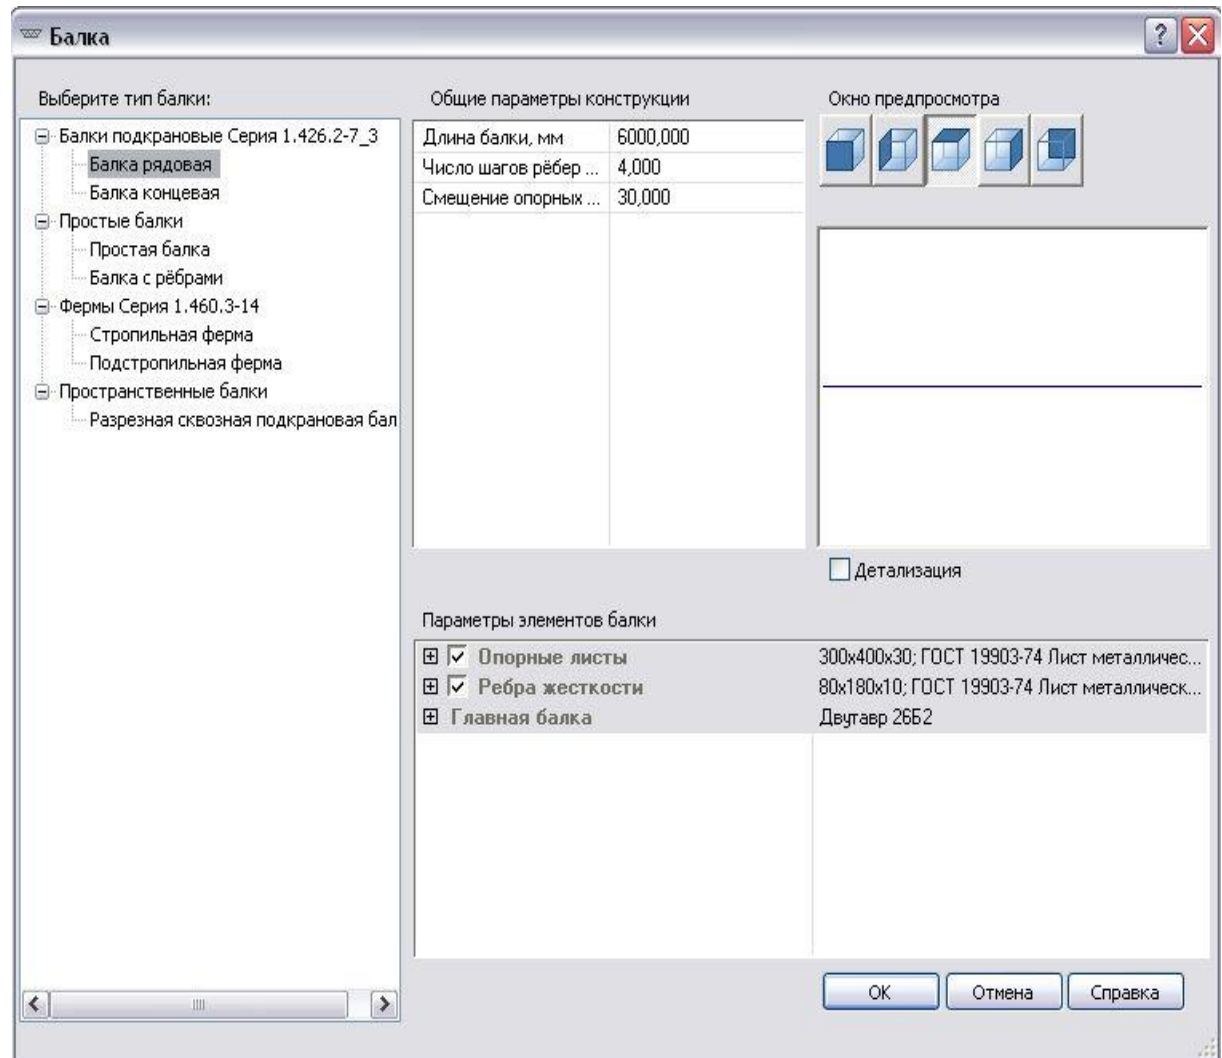 Балка
Выберите тип балки:
Балки подкрановые Серия 1.426.2-7_3
Балка рядовая
Балка концевая
Простые балки
Простая балка
Балка с рёбрами
Фермы Серия 1.460.3-14
Стропильная ферма
Подстропильная ферма
Пространственные балки
Разрезная сквозная подкрановая бал
Общие параметры конструкции
Длина балки, мм 6000,000
Число шагов рёбер ... 4,000
Смещение опорных ... 30,000
Окно предпросмотра
Детализация
Параметры элементов балки
Опорные листы 300x400x30; ГОСТ 19903-74 Лист металличес...
Ребра жесткости 80x180x10; ГОСТ 19903-74 Лист металлическ...
Главная балка Двутавр 26Б2
ОК Отмена Справка